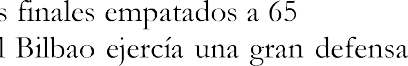 s finales empatados a 65
l Bilbao ejercía una gran defensa